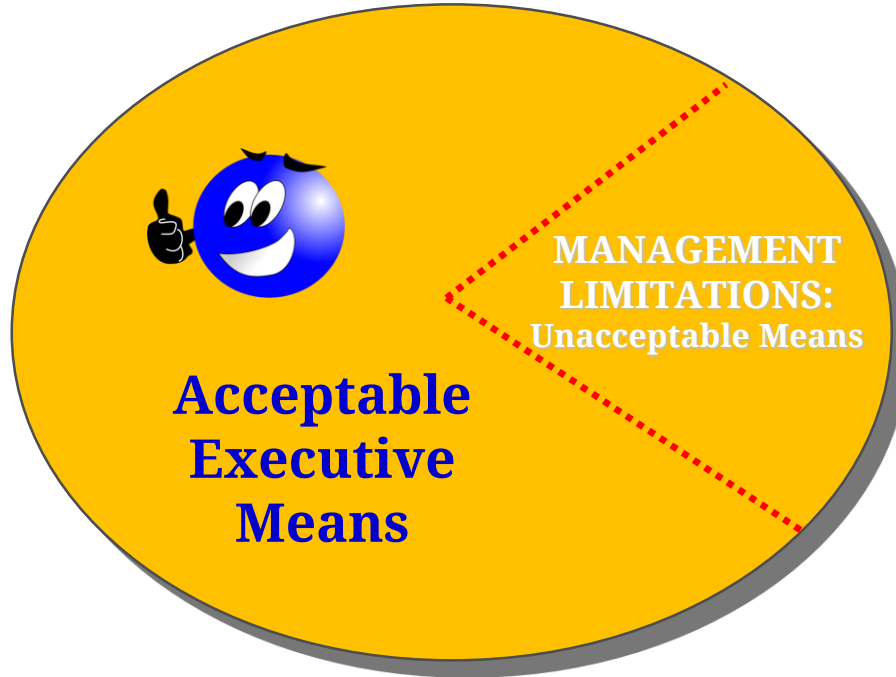 MANAGEMENT
LIMITATIONS:
Unacceptable Means
Acceptable
Executive
Means